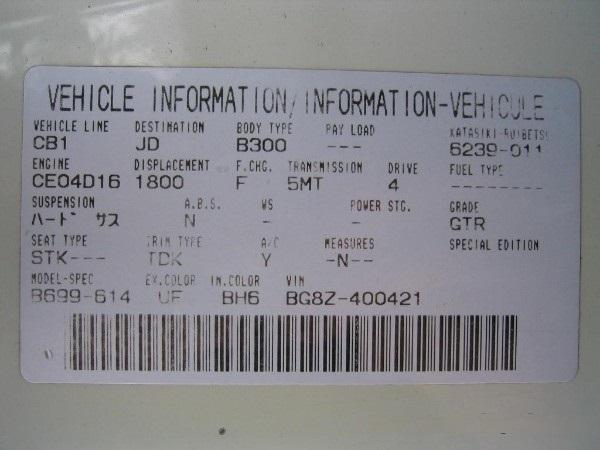 VEHICLE INFORMATION/INFORMATION-VEHICULE
VEHICLE LINE DESTINATION BODY TYPE PAY LOAD KATASIKI-RUIBETSU
CB1 JD B300 --- 6239-011
ENGINE DISPLACEMENT F.CHG. TRANSMISSION DRIVE FUEL TYPE
CE04D16 1800 F 5MT 4 ---
SUSPENSION A.B.S. WS POWER STG. GRADE
ハード サス N - - GTR
SEAT TYPE TRIM TYPE A/C MEASURES SPECIAL EDITION
STK--- TDK Y -N--
MODEL-SPEC EX.COLOR IN.COLOR VIN
B699-614 UF BH6 BG8Z-400421